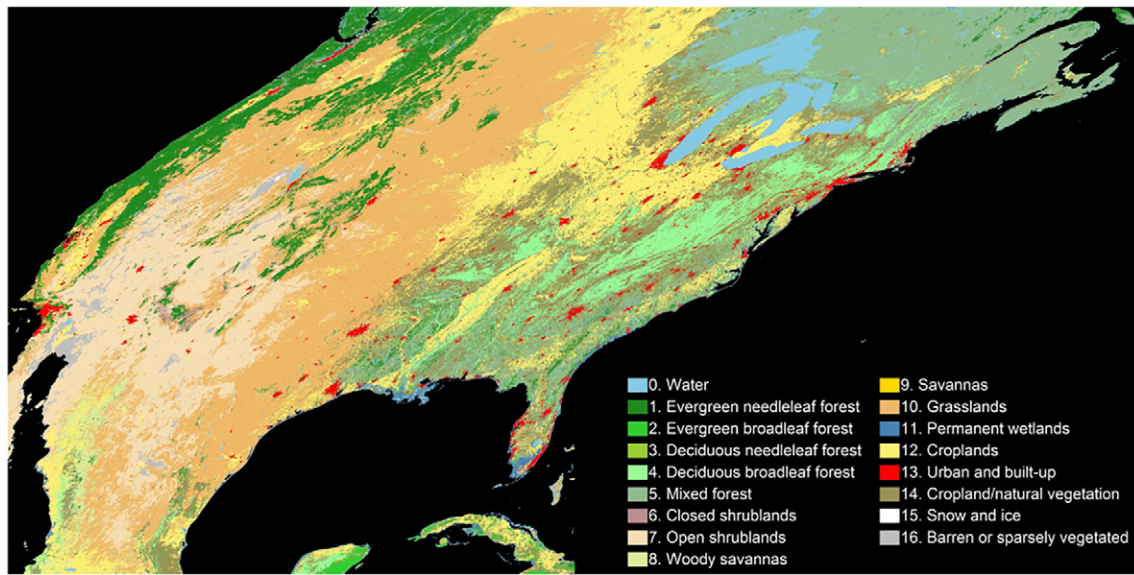 0. Water
1. Evergreen needleleaf forest
2. Evergreen broadleaf forest
3. Deciduous needleleaf forest
4. Deciduous broadleaf forest
5. Mixed forest
6. Closed shrublands
7. Open shrublands
8. Woody savannas
9. Savannas
10. Grasslands
11. Permanent wetlands
12. Croplands
13. Urban and built-up
14. Cropland/natural vegetation
15. Snow and ice
16. Barren or sparsely vegetated